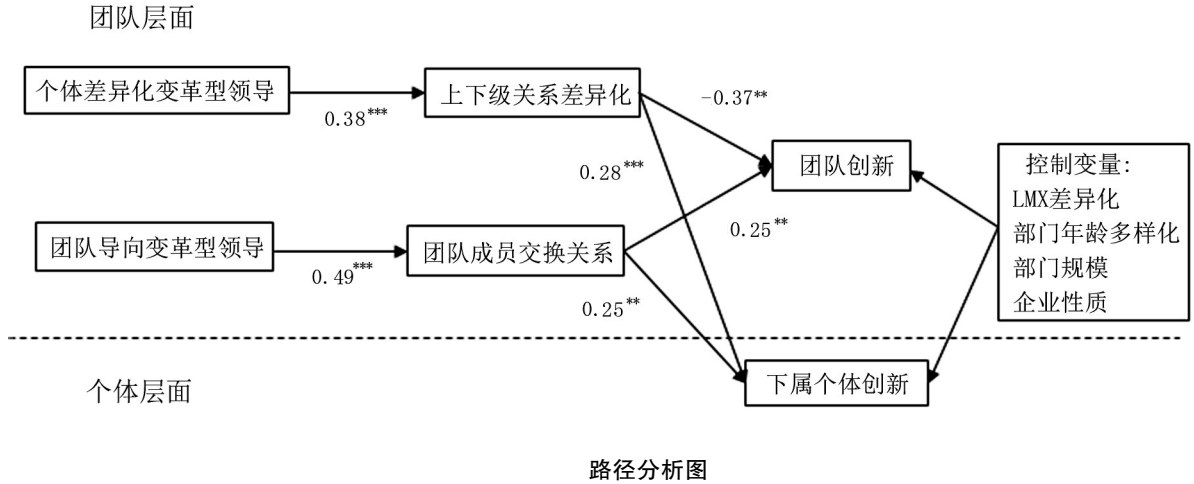 团队层面
个体差异化变革型领导
0.38***
上下级关系差异化
-0.37**
团队创新
0.28***
0.25**
团队导向变革型领导
0.49***
团队成员交换关系
0.25**
控制变量:
LMX差异化
部门年龄多样化
部门规模
企业性质
个体层面
下属个体创新
路径分析图